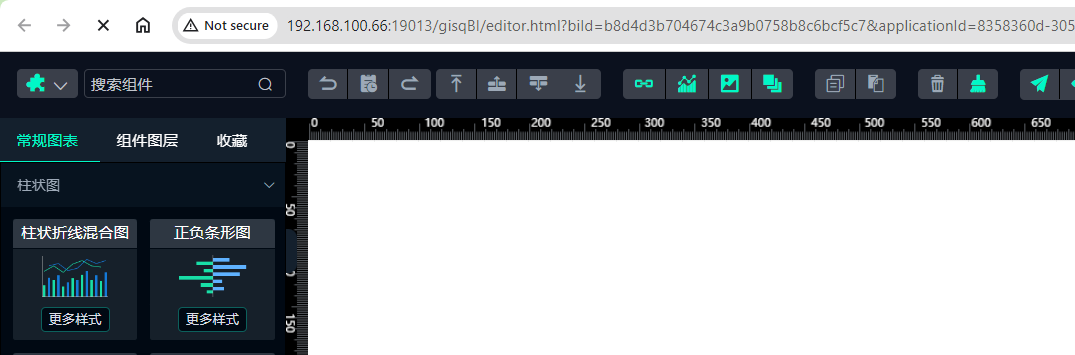 Not secure 192.168.100.66:19013/gisqBI/editor.html?biId=b8d4d3b704674c3a9b0758b8c6bcf5c7&applicationId=8358360d-305
搜索组件
0 50 100 150 200 250 300 350 400 450 500 550 600 650
常规图表 组件图层 收藏
0
柱状图
50
柱状折线混合图 正负条形图
0
更多样式 更多样式
150